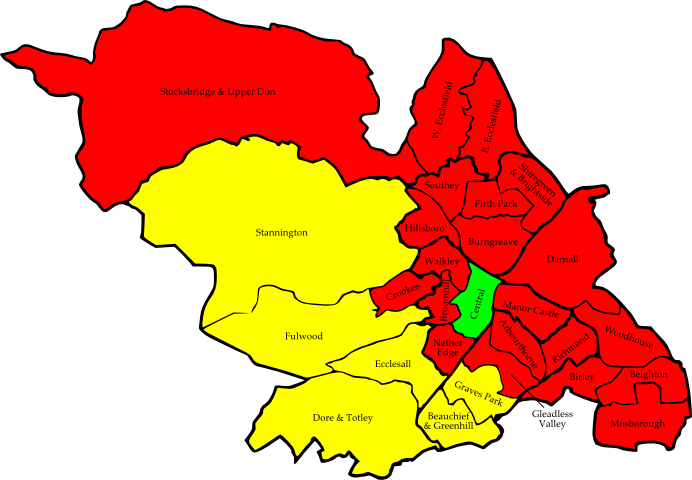 Stocksbridge & Upper Don
W. Ecclesfield
E. Ecclesfield
Shiregreen
& Brightside
Southey
Firth Park
Hillsboro
Burngreave
Stannington
Darnall
Walkley
Crookes
Broomhill
Central
Manor Castle
Fulwood
Nether
Edge
Arbourthorne
Richmond
Woodhouse
Ecclesall
Birley
Beighton
Graves Park
Dore & Totley
Beauchief
& Greenhill
Gleadless
Valley
Mosborough